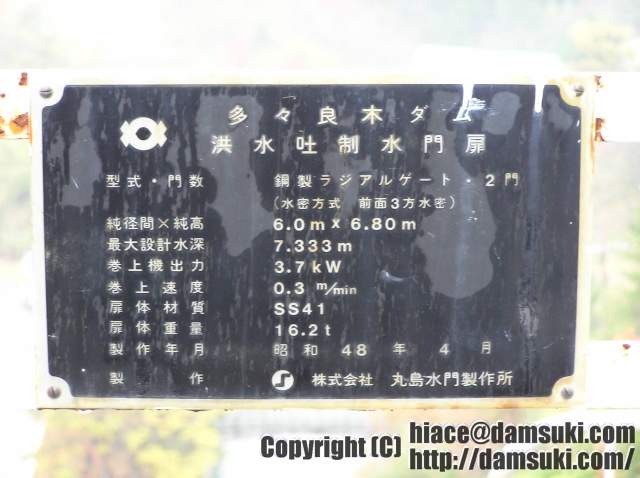 多々良木ダム
洪水吐制水門扉
型式・門数 鋼製ラジアルゲート・2門
(水密方式 前面3方水密)
純径間×純高 6.0m × 6.80m
最大設計水深 7.333m
巻上機出力 3.7kW
巻上速度 0.3 m/min
扉体材質 SS41
扉体重量 16.2t
製作年月 昭和48年4月
製作 株式会社 丸島水門製作所
Copyright (C) hiace@damsuki.com
http://damsuki.com/